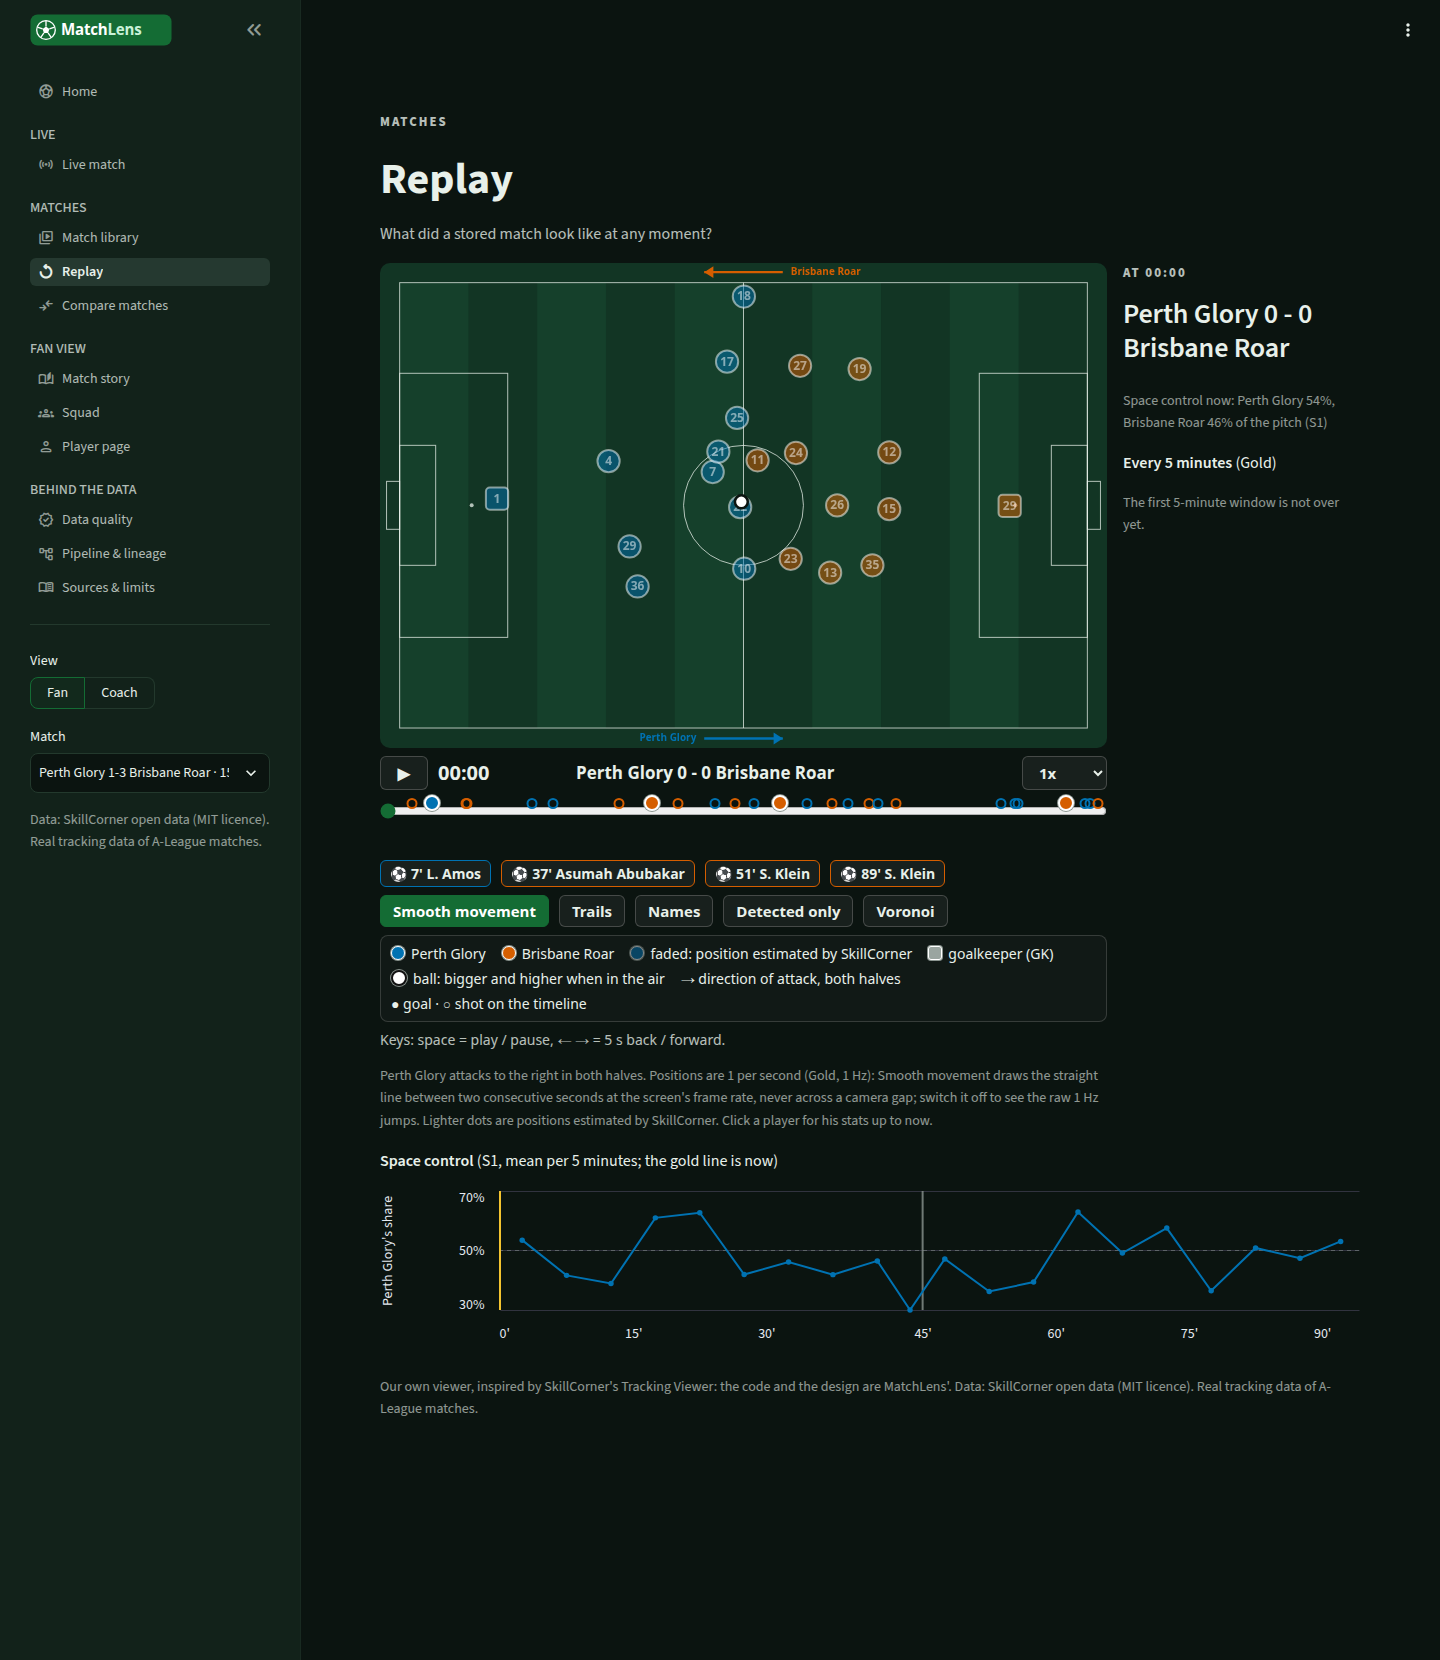 MatchLens
Home
LIVE
Live match
MATCHES
Match library
Replay
Compare matches
FAN VIEW
Match story
Squad
Player page
BEHIND THE DATA
Data quality
Pipeline & lineage
Sources & limits
View
Fan
Coach
Match
Perth Glory 1-3 Brisbane Roar
Data: SkillCorner open data (MIT licence).
Real tracking data of A-League matches.
MATCHES
Replay
What did a stored match look like at any moment?
Brisbane Roar
18
17
27
19
25
21
11
24
12
4
7
1
26
15
29
29
23
10
13
35
36
Perth Glory
▶ 00:00 Perth Glory 0 - 0 Brisbane Roar 1x
⚽ 7' L. Amos ⚽ 37' Asumah Abubakar ⚽ 51' S. Klein ⚽ 89' S. Klein
Smooth movement Trails Names Detected only Voronoi
Perth Glory Brisbane Roar faded: position estimated by SkillCorner goalkeeper (GK)
ball: bigger and higher when in the air → direction of attack, both halves
● goal · ○ shot on the timeline
Keys: space = play / pause, ← → = 5 s back / forward.
Perth Glory attacks to the right in both halves. Positions are 1 per second (Gold, 1 Hz): Smooth movement draws the straight
line between two consecutive seconds at the screen's frame rate, never across a camera gap; switch it off to see the raw 1 Hz
jumps. Lighter dots are positions estimated by SkillCorner. Click a player for his stats up to now.
AT 00:00
Perth Glory 0 - 0
Brisbane Roar
Space control now: Perth Glory 54%,
Brisbane Roar 46% of the pitch (S1)
Every 5 minutes (Gold)
The first 5-minute window is not over
yet.
Space control (S1, mean per 5 minutes; the gold line is now)
Perth Glory's share
70%
50%
30%
0' 15' 30' 45' 60' 75' 90'
Our own viewer, inspired by SkillCorner's Tracking Viewer: the code and the design are MatchLens'. Data: SkillCorner open data (MIT licence). Real tracking data of A-
League matches.